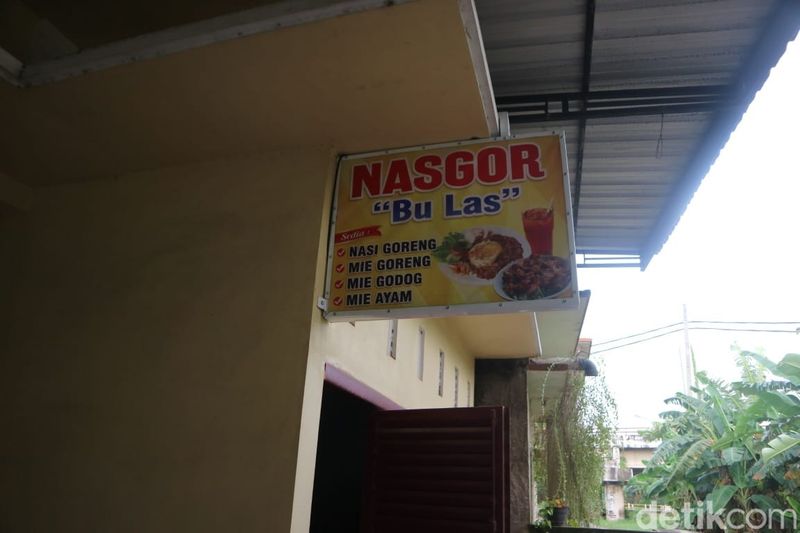 NASGOR
“Bu Las”
Sedia :
NASI GORENG
MIE GORENG
MIE GODOG
MIE AYAM
detikcom